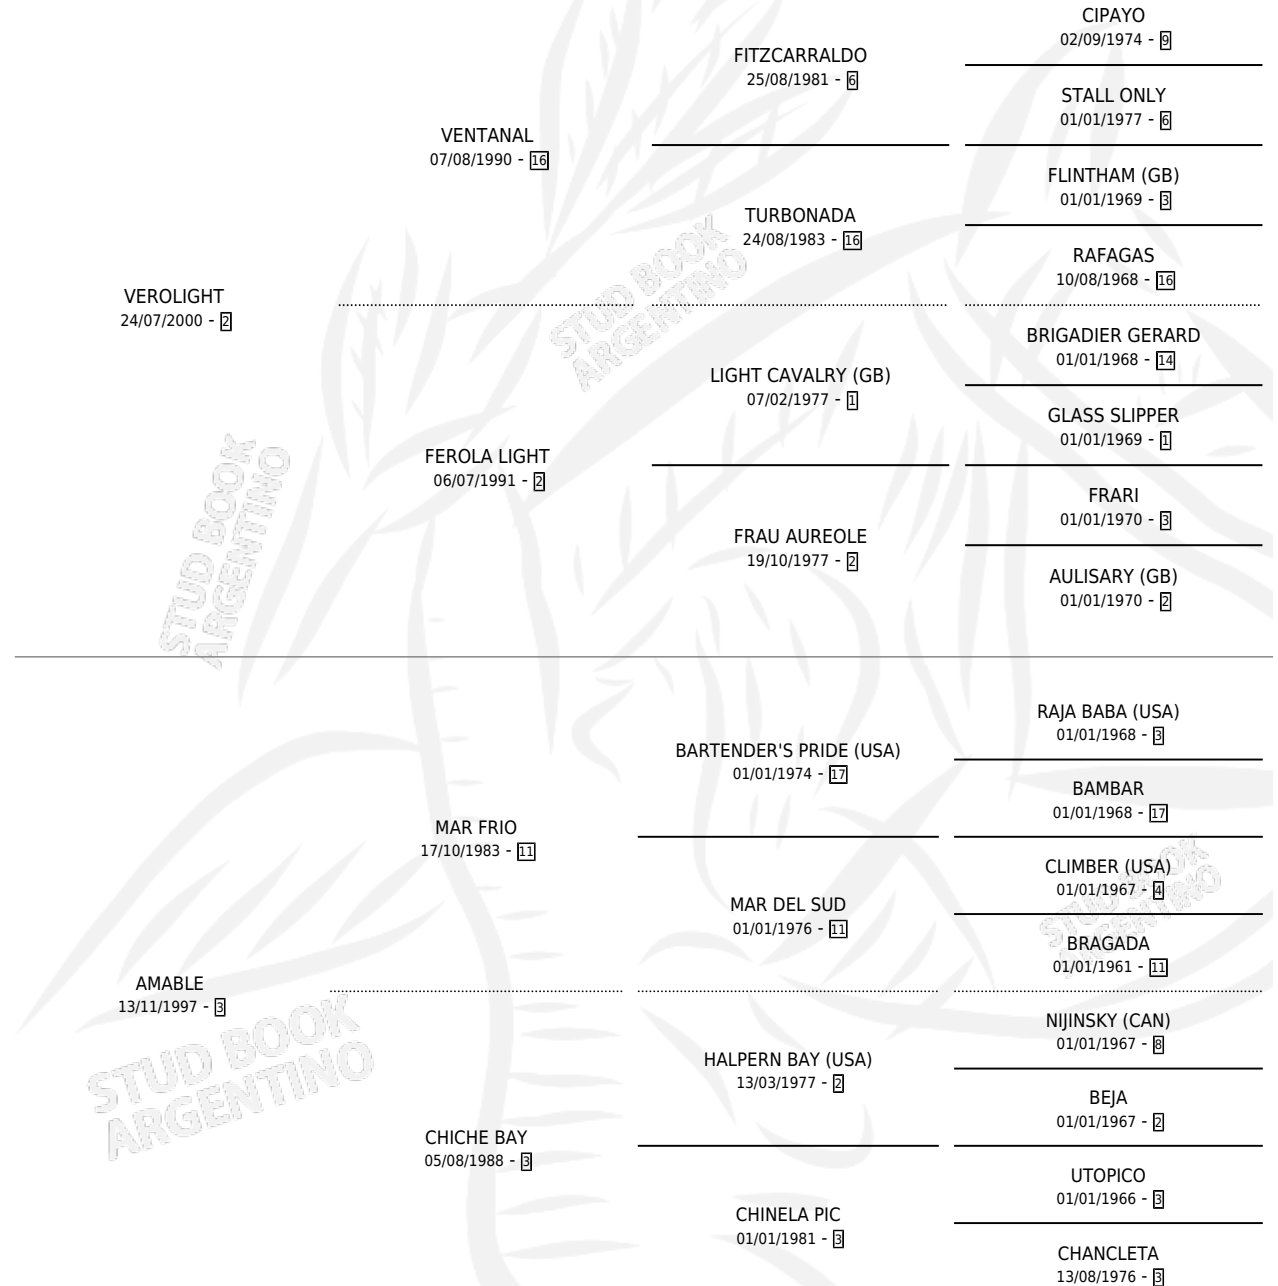 CIPAYO
02/09/1974 - 9
FITZCARRALDO
25/08/1981 - 6
STALL ONLY
01/01/1977 - 6
VENTANAL
07/08/1990 - 16
FLINTHAM (GB)
01/01/1969 - 3
TURBONADA
24/08/1983 - 16
RAFAGAS
10/08/1968 - 16
VEROLIGHT
24/07/2000 - 2
BRIGADIER GERARD
01/01/1968 - 14
LIGHT CAVALRY (GB)
07/02/1977 - 1
GLASS SLIPPER
01/01/1969 - 1
FEROLA LIGHT
06/07/1991 - 2
FRARI
01/01/1970 - 3
FRAU AUREOLE
19/10/1977 - 2
AULISARY (GB)
01/01/1970 - 2
STUD BOOK
ARGENTINO
STUD BOOK
ARGENTINO
RAJA BABA (USA)
01/01/1968 - 3
BARTENDER'S PRIDE (USA)
01/01/1974 - 17
BAMBAR
01/01/1968 - 17
MAR FRIO
17/10/1983 - 11
CLIMBER (USA)
01/01/1967 - 4
MAR DEL SUD
01/01/1976 - 11
BRAGADA
01/01/1961 - 11
STUD BOOK
ARGENTINO
AMABLE
13/11/1997 - 3
NIJINSKY (CAN)
01/01/1967 - 8
HALPERN BAY (USA)
13/03/1977 - 2
BEJA
01/01/1967 - 2
STUD BOOK
ARGENTINO
CHICHE BAY
05/08/1988 - 3
UTOPICO
01/01/1966 - 3
CHINELA PIC
01/01/1981 - 3
CHANCLETA
13/08/1976 - 3